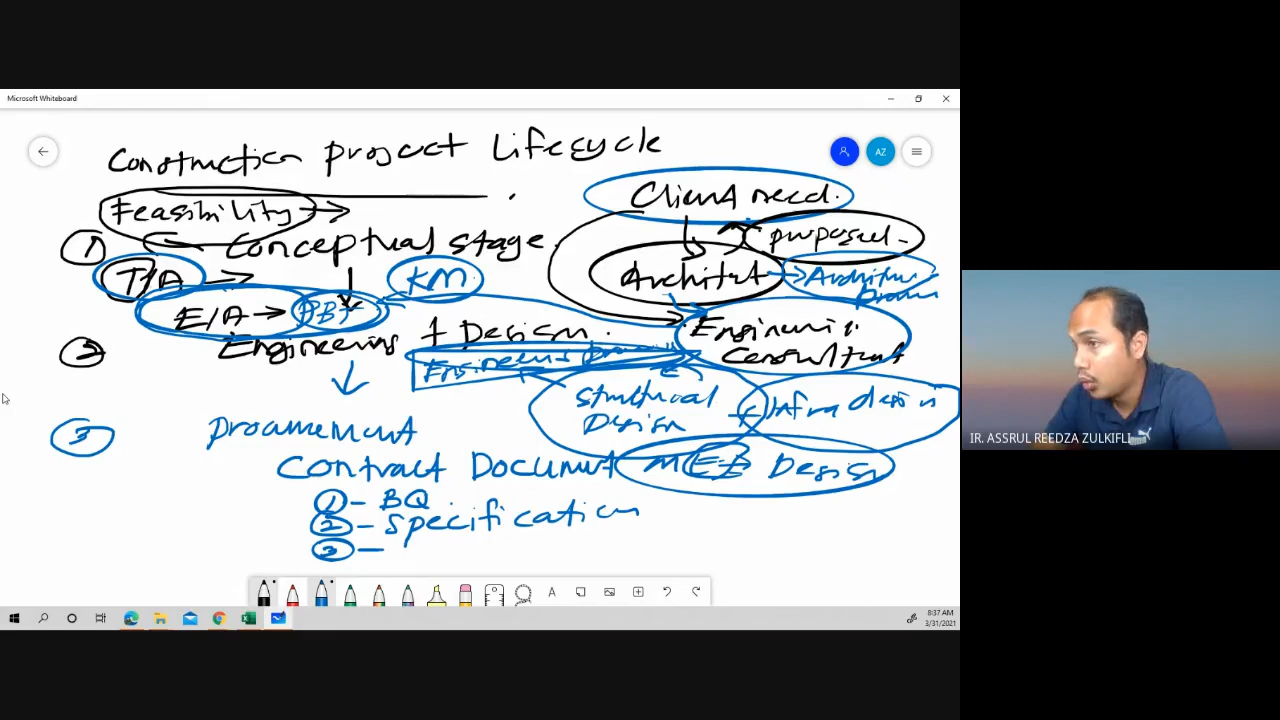 Microsoft Whiteboard
Construction project Lifecycle
Feasibility →
① Conceptual stage.
T/A →
KM
E/A →
② Engineering + Design.
Client need.
proposal
Architect
Engineering
Consultant
Structural
Design
Infra design
M&E Design
③ procurement
Contract Document
① - BQ
② - Specification
③ -
AZ
IR. ASSRUL REEDZA ZULKIFLI
A
8:37 AM
3/31/2021